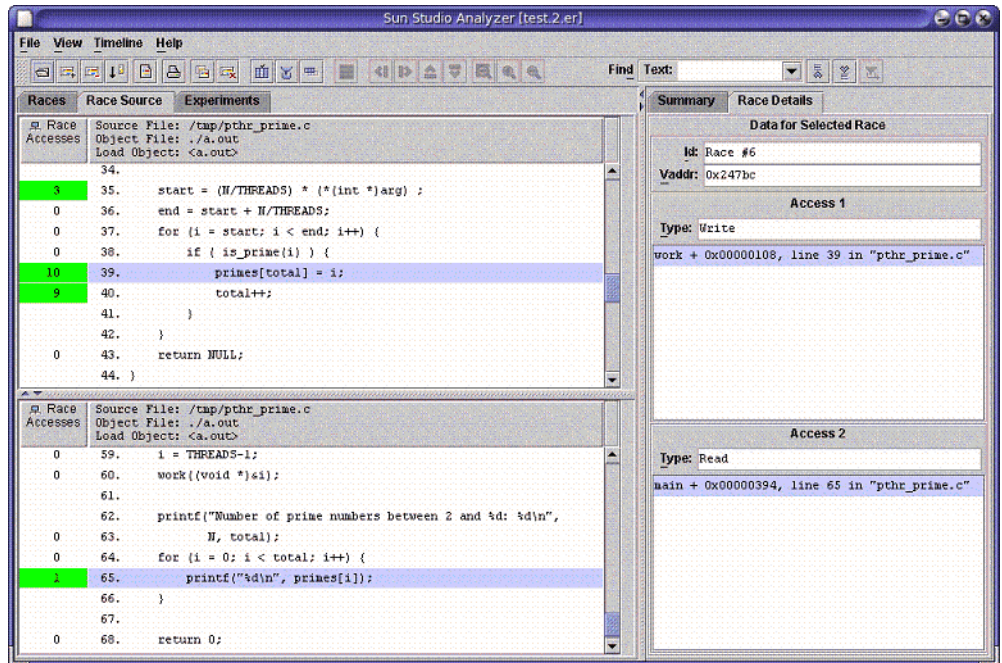 Sun Studio Analyzer [test.2.er]
File View Timeline Help
Find Text:
Races Race Source Experiments
Race Accesses
Source File: /tmp/pthr_prime.c
Object File: ./a.out
Load Object: <a.out>
34.
3 35. start = (N/THREADS) * (*(int *)arg) ;
0 36. end = start + N/THREADS;
0 37. for (i = start; i < end; i++) {
0 38. if ( is_prime(i) ) {
10 39. primes[total] = i;
9 40. total++;
41. }
42. }
0 43. return NULL;
44. }
Race Accesses
Source File: /tmp/pthr_prime.c
Object File: ./a.out
Load Object: <a.out>
0 59. i = THREADS-1;
0 60. work((void *)&i);
61.
62. printf("Number of prime numbers between 2 and %d: %d\n",
0 63. N, total);
0 64. for (i = 0; i < total; i++) {
1 65. printf("%d\n", primes[i]);
66. }
67.
0 68. return 0;
Summary Race Details
Data for Selected Race
Id: Race #6
Vaddr: 0x247bc
Access 1
Type: Write
work + 0x00000108, line 39 in "pthr_prime.c"
Access 2
Type: Read
main + 0x00000394, line 65 in "pthr_prime.c"